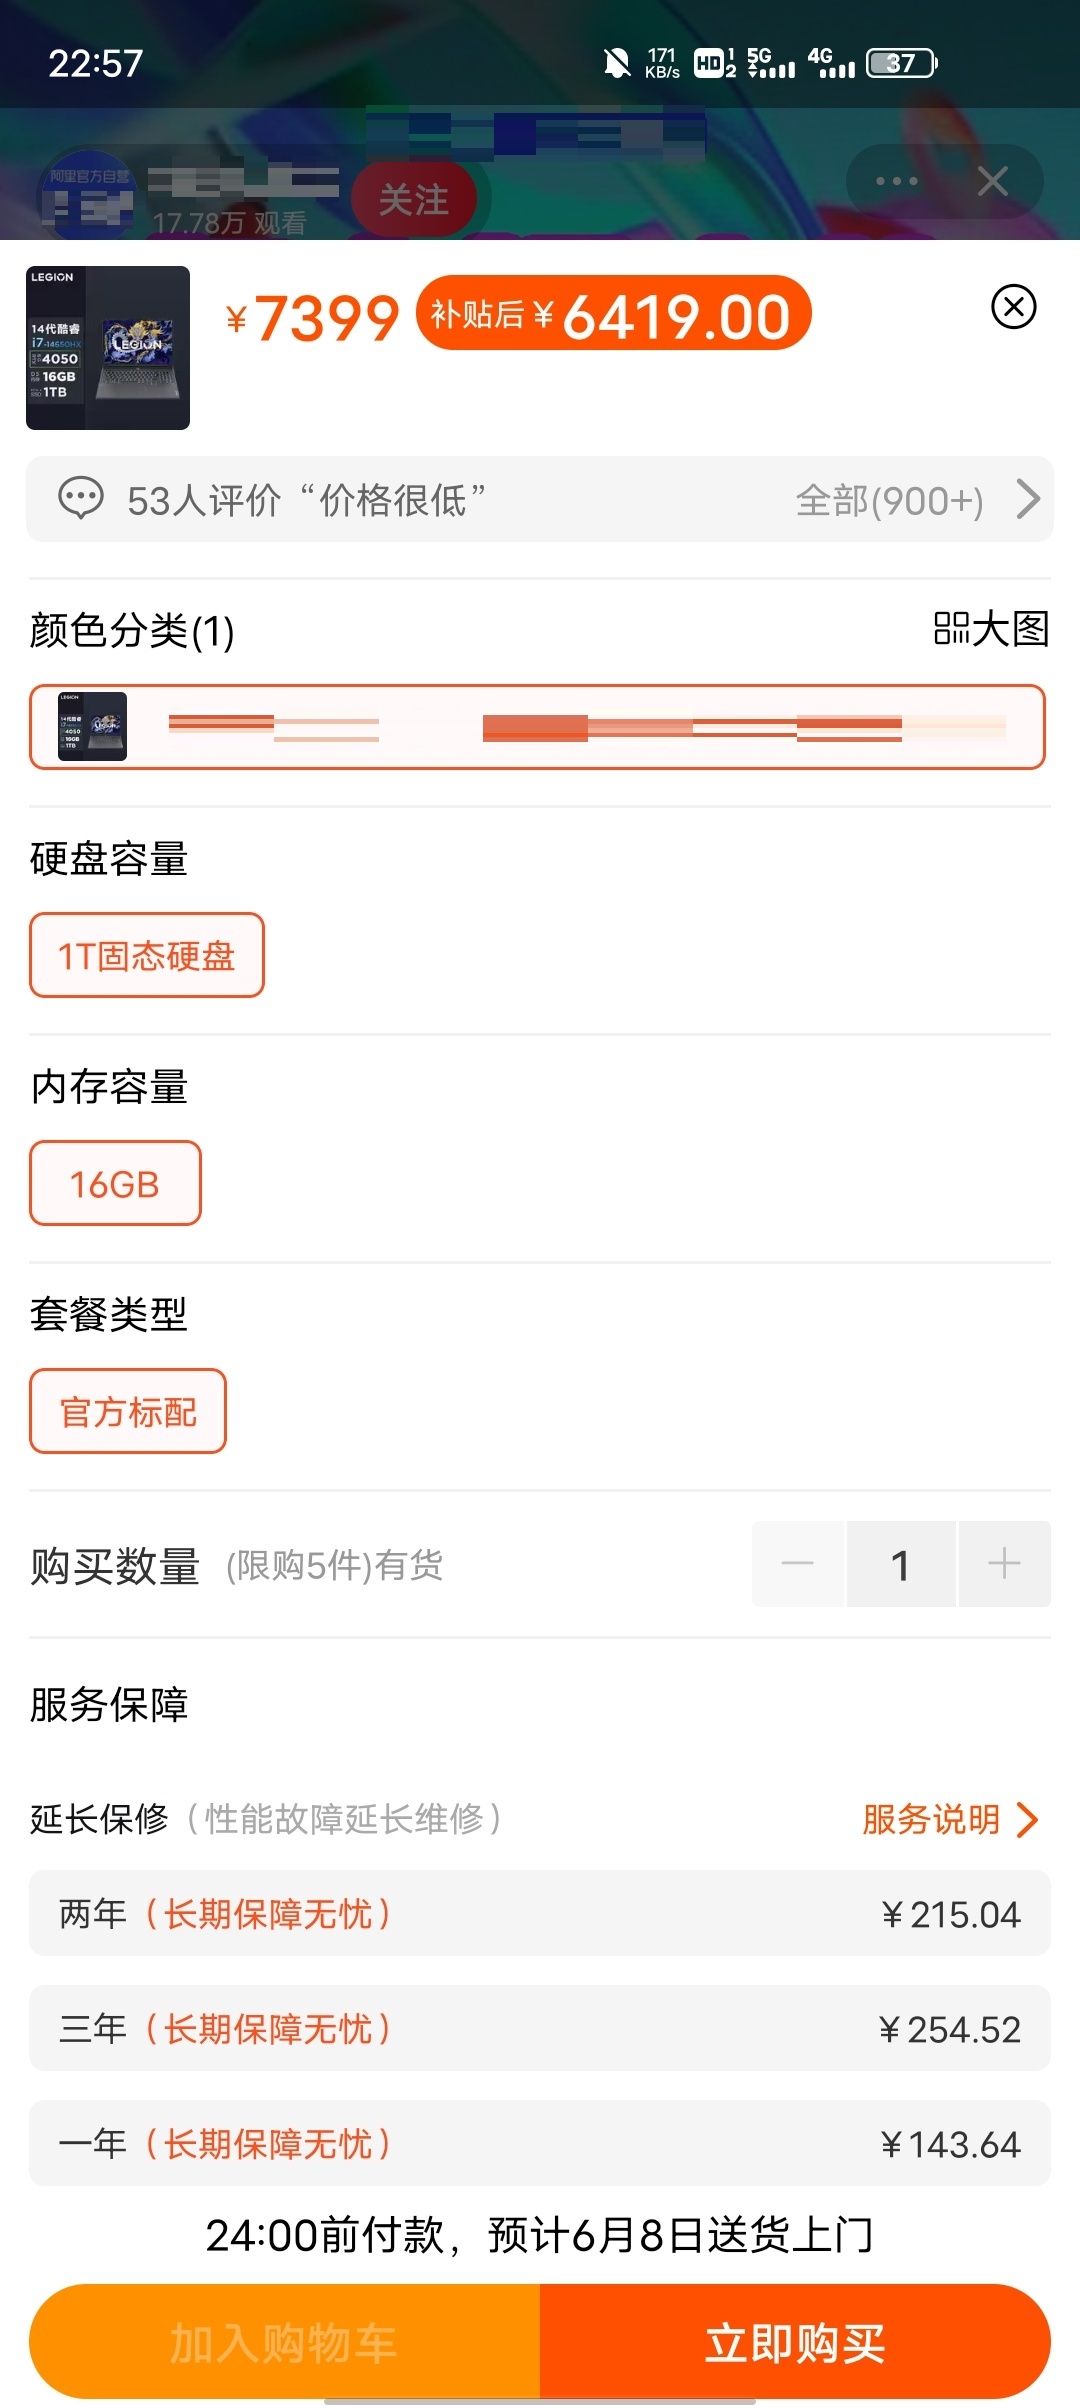 22:57
171 KB/s HD 1 2 5G 4G 37
阿里官方自营
17.78万 观看
关注
LEGION
14代酷睿
i7-14650HX
4050
16GB
1TB
LEGION
¥7399 补贴后¥6419.00
53人评价“价格很低” 全部(900+)
颜色分类(1) 大图
硬盘容量
1T固态硬盘
内存容量
16GB
套餐类型
官方标配
购买数量 (限购5件)有货 1
服务保障
延长保修（性能故障延长维修） 服务说明
两年（长期保障无忧） ¥215.04
三年（长期保障无忧） ¥254.52
一年（长期保障无忧） ¥143.64
24:00前付款，预计6月8日送货上门
加入购物车 立即购买